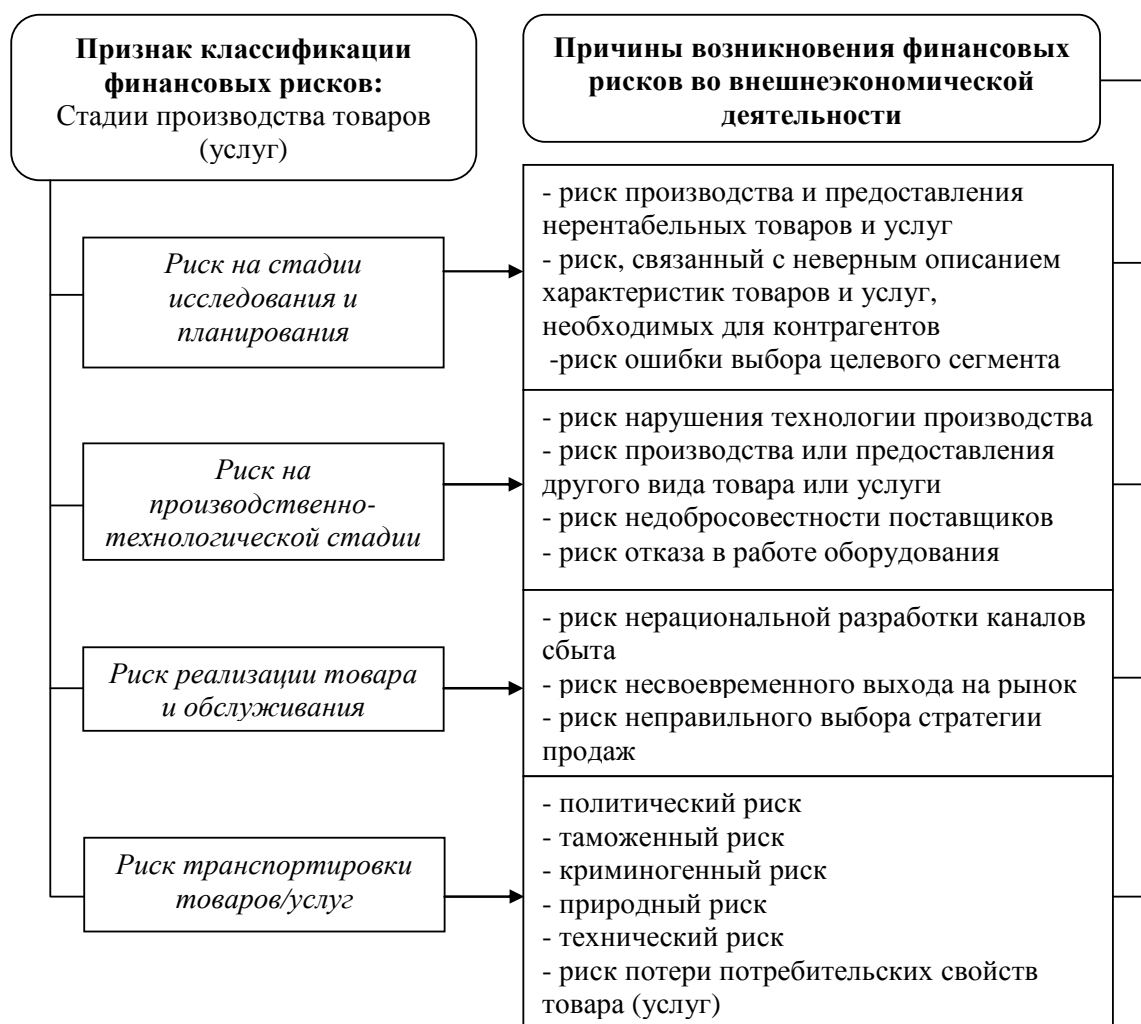 Признак классификации
финансовых рисков:
Стадии производства товаров
(услуг)
Причины возникновения финансовых
рисков во внешнеэкономической
деятельности
Риск на стадии
исследования и
планирования
- риск производства и предоставления
нерентабельных товаров и услуг
- риск, связанный с неверным описанием
характеристик товаров и услуг,
необходимых для контрагентов
-риск ошибки выбора целевого сегмента
Риск на
производственно-
технологической стадии
- риск нарушения технологии производства
- риск производства или предоставления
другого вида товара или услуги
- риск недобросовестности поставщиков
- риск отказа в работе оборудования
Риск реализации товара
и обслуживания
- риск нерациональной разработки каналов
сбыта
- риск несвоевременного выхода на рынок
- риск неправильного выбора стратегии
продаж
Риск транспортировки
товаров/услуг
- политический риск
- таможенный риск
- криминогенный риск
- природный риск
- технический риск
- риск потери потребительских свойств
товара (услуг)